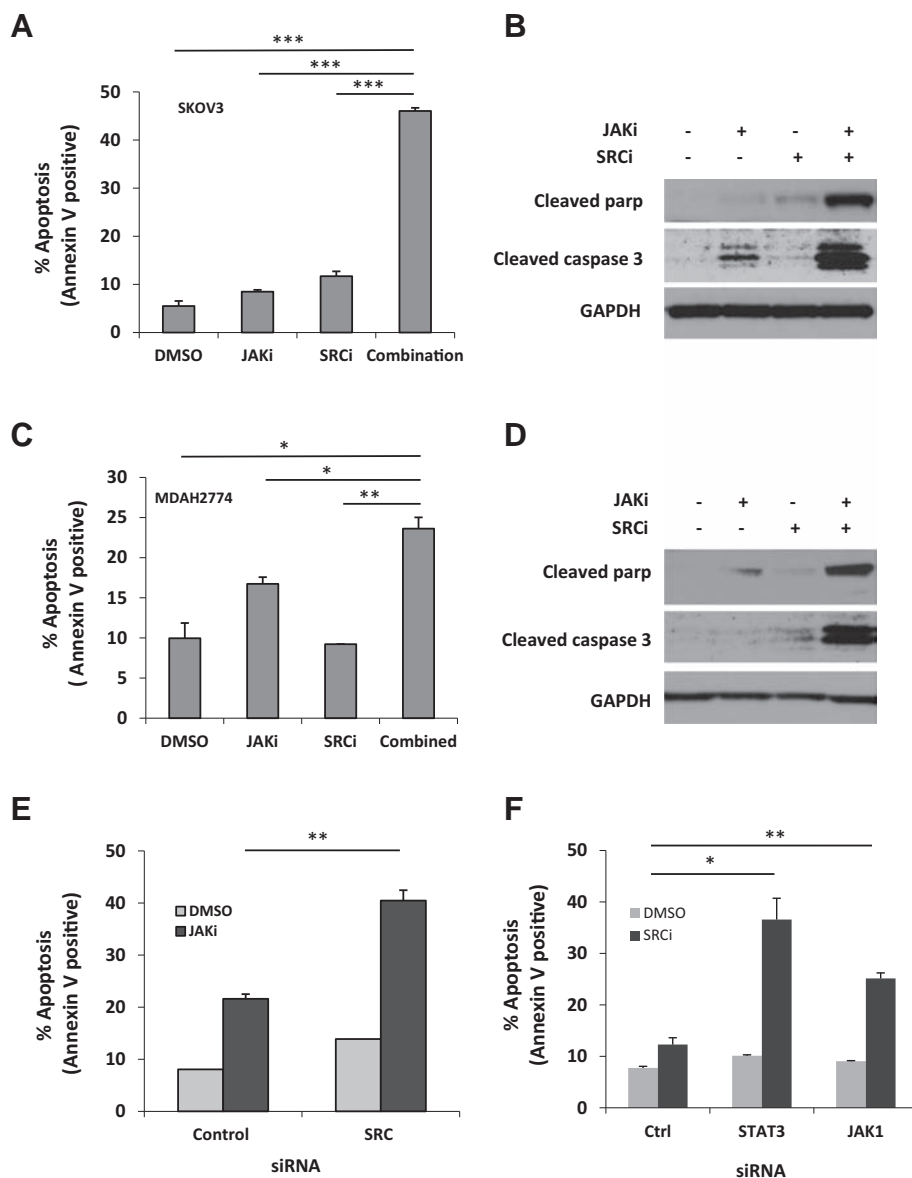 A
***
***
***
SKOV3
% Apoptosis
(Annexin V positive)
50
40
30
20
10
0
DMSO JAKi SRCi Combination
B
JAKi - + - +
SRCi - - + +
Cleaved parp
Cleaved caspase 3
GAPDH
C
*
*
**
MDAH2774
% Apoptosis
( Annexin V positive)
30
25
20
15
10
5
0
DMSO JAKi SRCi Combined
D
JAKi - + - +
SRCi - - + +
Cleaved parp
Cleaved caspase 3
GAPDH
E
**
% Apoptosis
(Annexin V positive)
50
40
30
20
10
0
DMSO
JAKi
Control SRC
siRNA
F
**
*
% Apoptosis
(Annexin V positive)
50
40
30
20
10
0
DMSO
SRCi
Ctrl STAT3 JAK1
siRNA